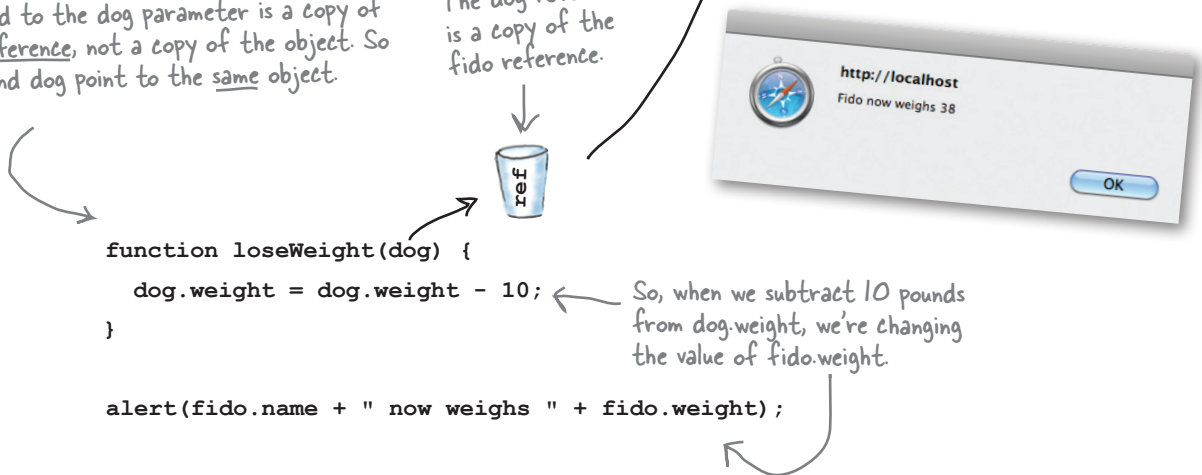 d to the dog parameter is a copy of
ference, not a copy of the object. So
nd dog point to the same object.
The dog
is a copy of the
fido reference.
ref
http://localhost
Fido now weighs 38
OK
function loseWeight(dog) {
dog.weight = dog.weight - 10;
}
So, when we subtract 10 pounds
from dog.weight, we're changing
the value of fido.weight.
alert(fido.name + " now weighs " + fido.weight);